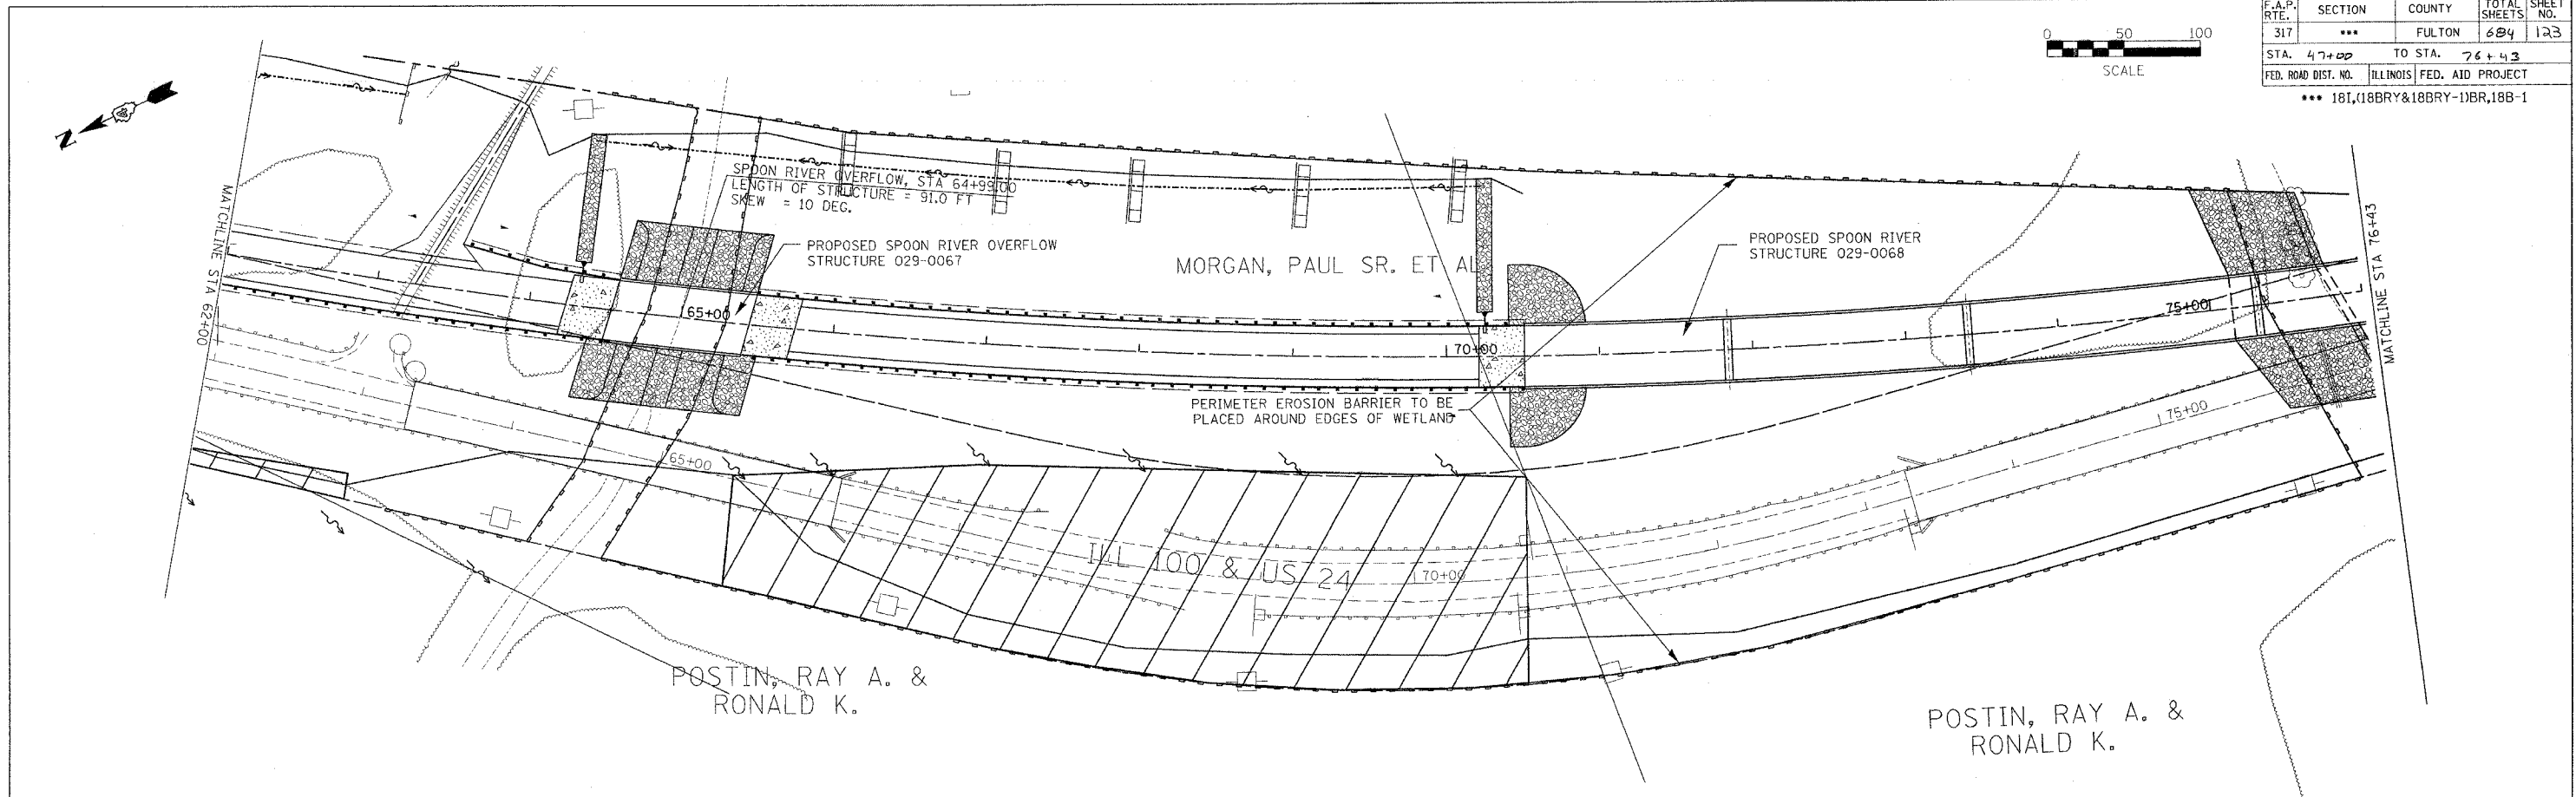 F.A.P. RTE. SECTION COUNTY TOTAL SHEETS SHEET NO.
317 *** FULTON 684 123
STA. 47+00 TO STA. 76+43
FED. ROAD DIST. NO. ILLINOIS FED. AID PROJECT
*** 18I,(18BRY&18BRY-1)BR,18B-1
0 50 100
SCALE
N
MATCHLINE STA 62+00
SPOON RIVER OVERFLOW, STA 64+99.00
LENGTH OF STRUCTURE = 91.0 FT
SKEW = 10 DEG.
PROPOSED SPOON RIVER OVERFLOW
STRUCTURE 029-0067
MORGAN, PAUL SR. ET AL
PROPOSED SPOON RIVER
STRUCTURE 029-0068
MATCHLINE STA 76+43
65+00
70+00
75+00
PERIMETER EROSION BARRIER TO BE
PLACED AROUND EDGES OF WETLAND
65+00
70+00
75+00
ILL 100 & US 24
POSTIN, RAY A. &
RONALD K.
POSTIN, RAY A. &
RONALD K.